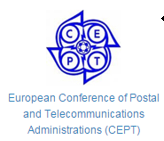 C E
P T
European Conference of Postal
and Telecommunications
Administrations (CEPT)